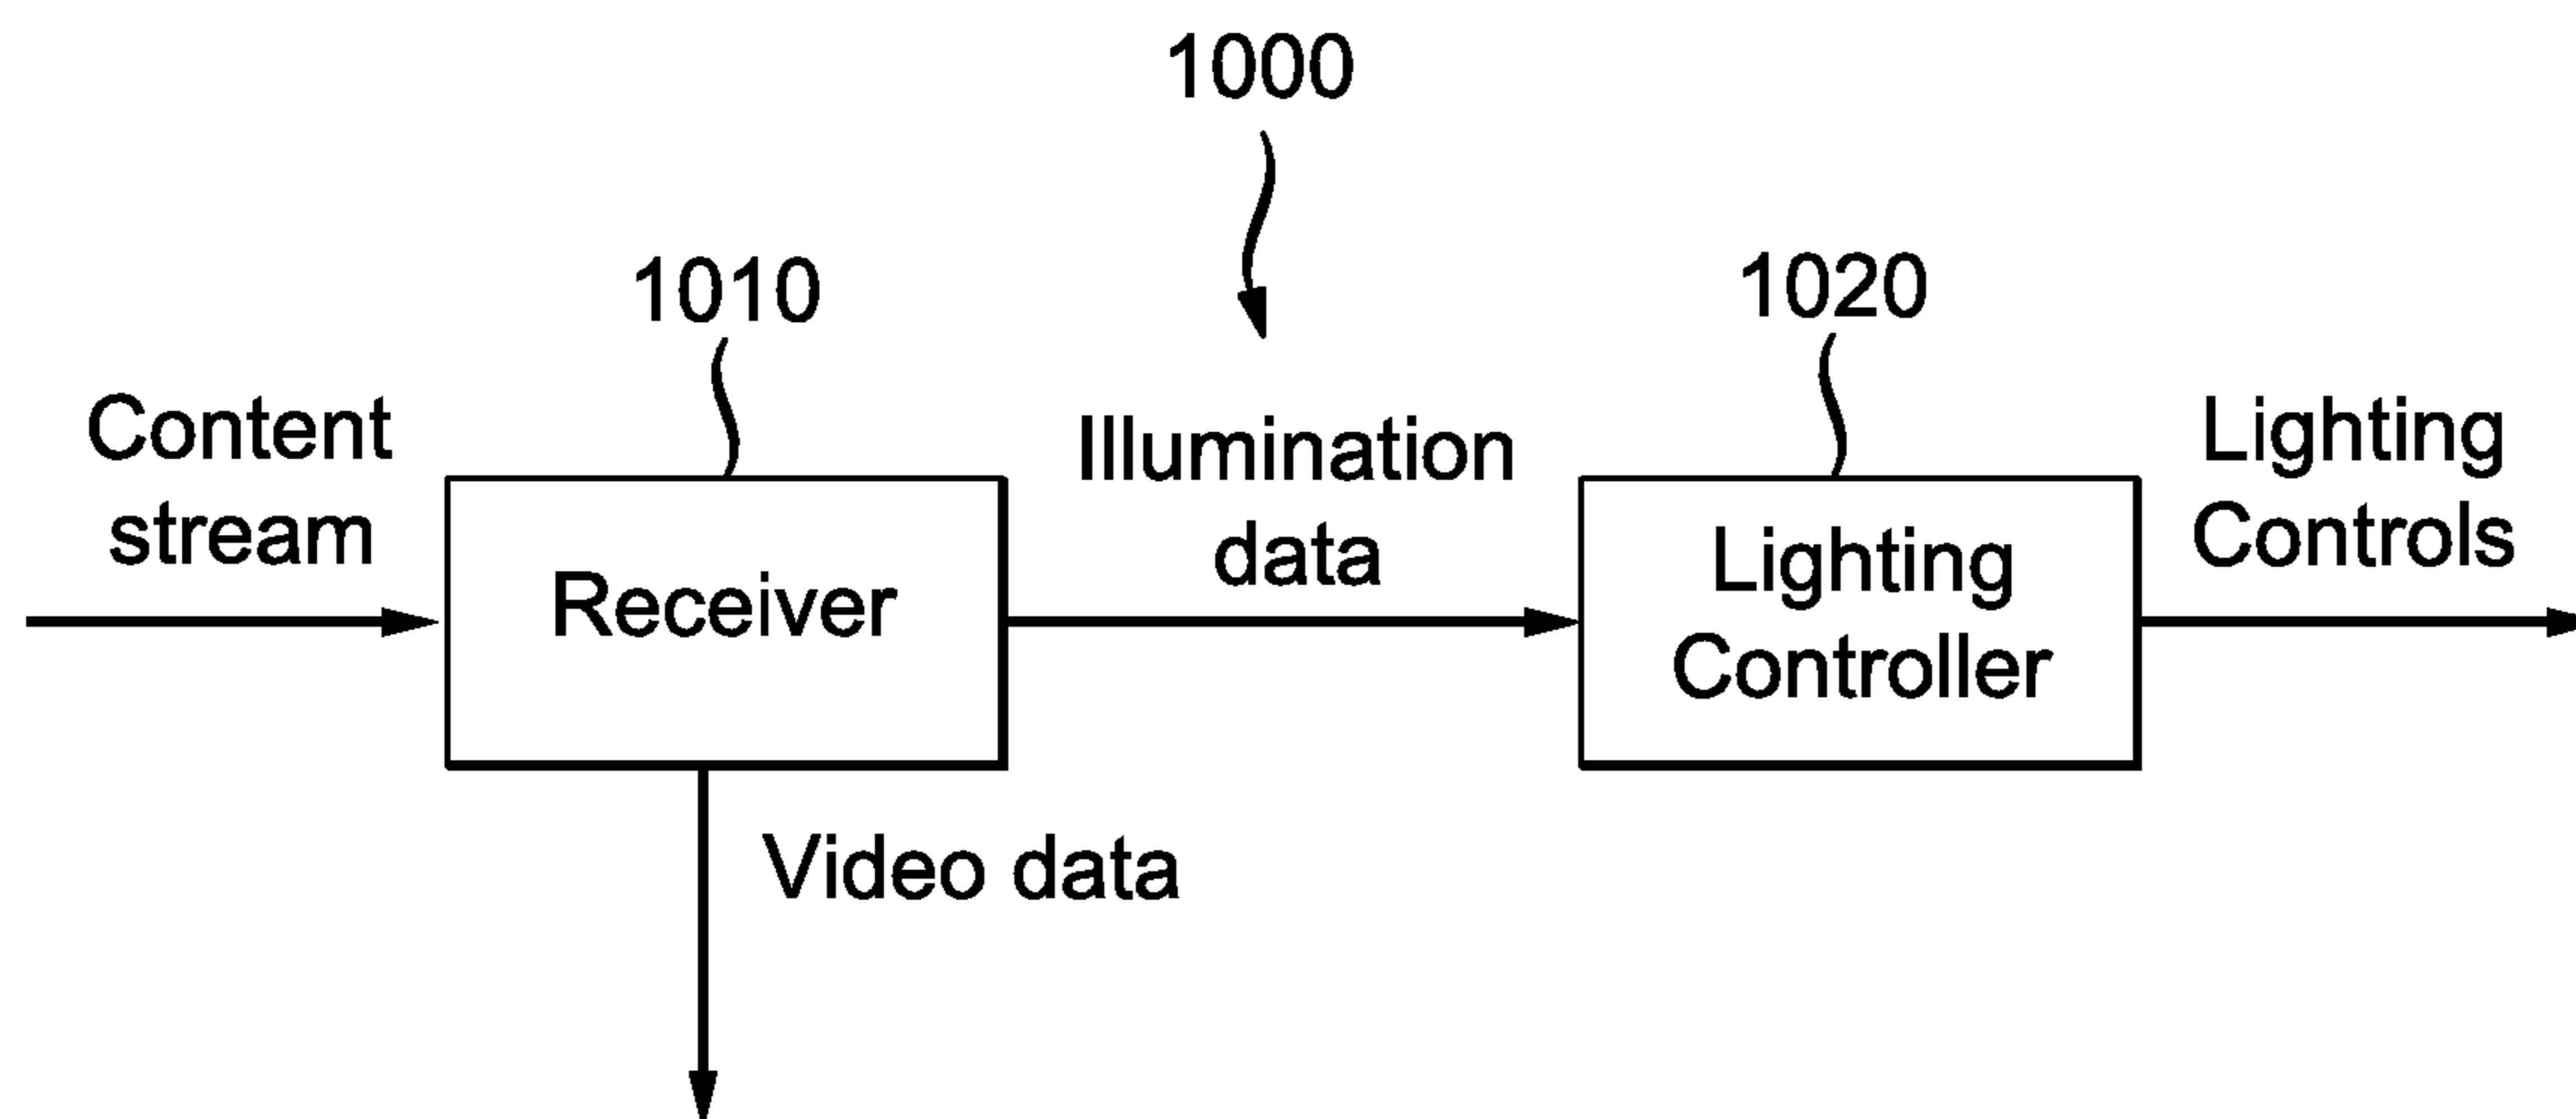 1000
1010
1020
Content
stream
Receiver
Illumination
data
Lighting
Controller
Lighting
Controls
Video data